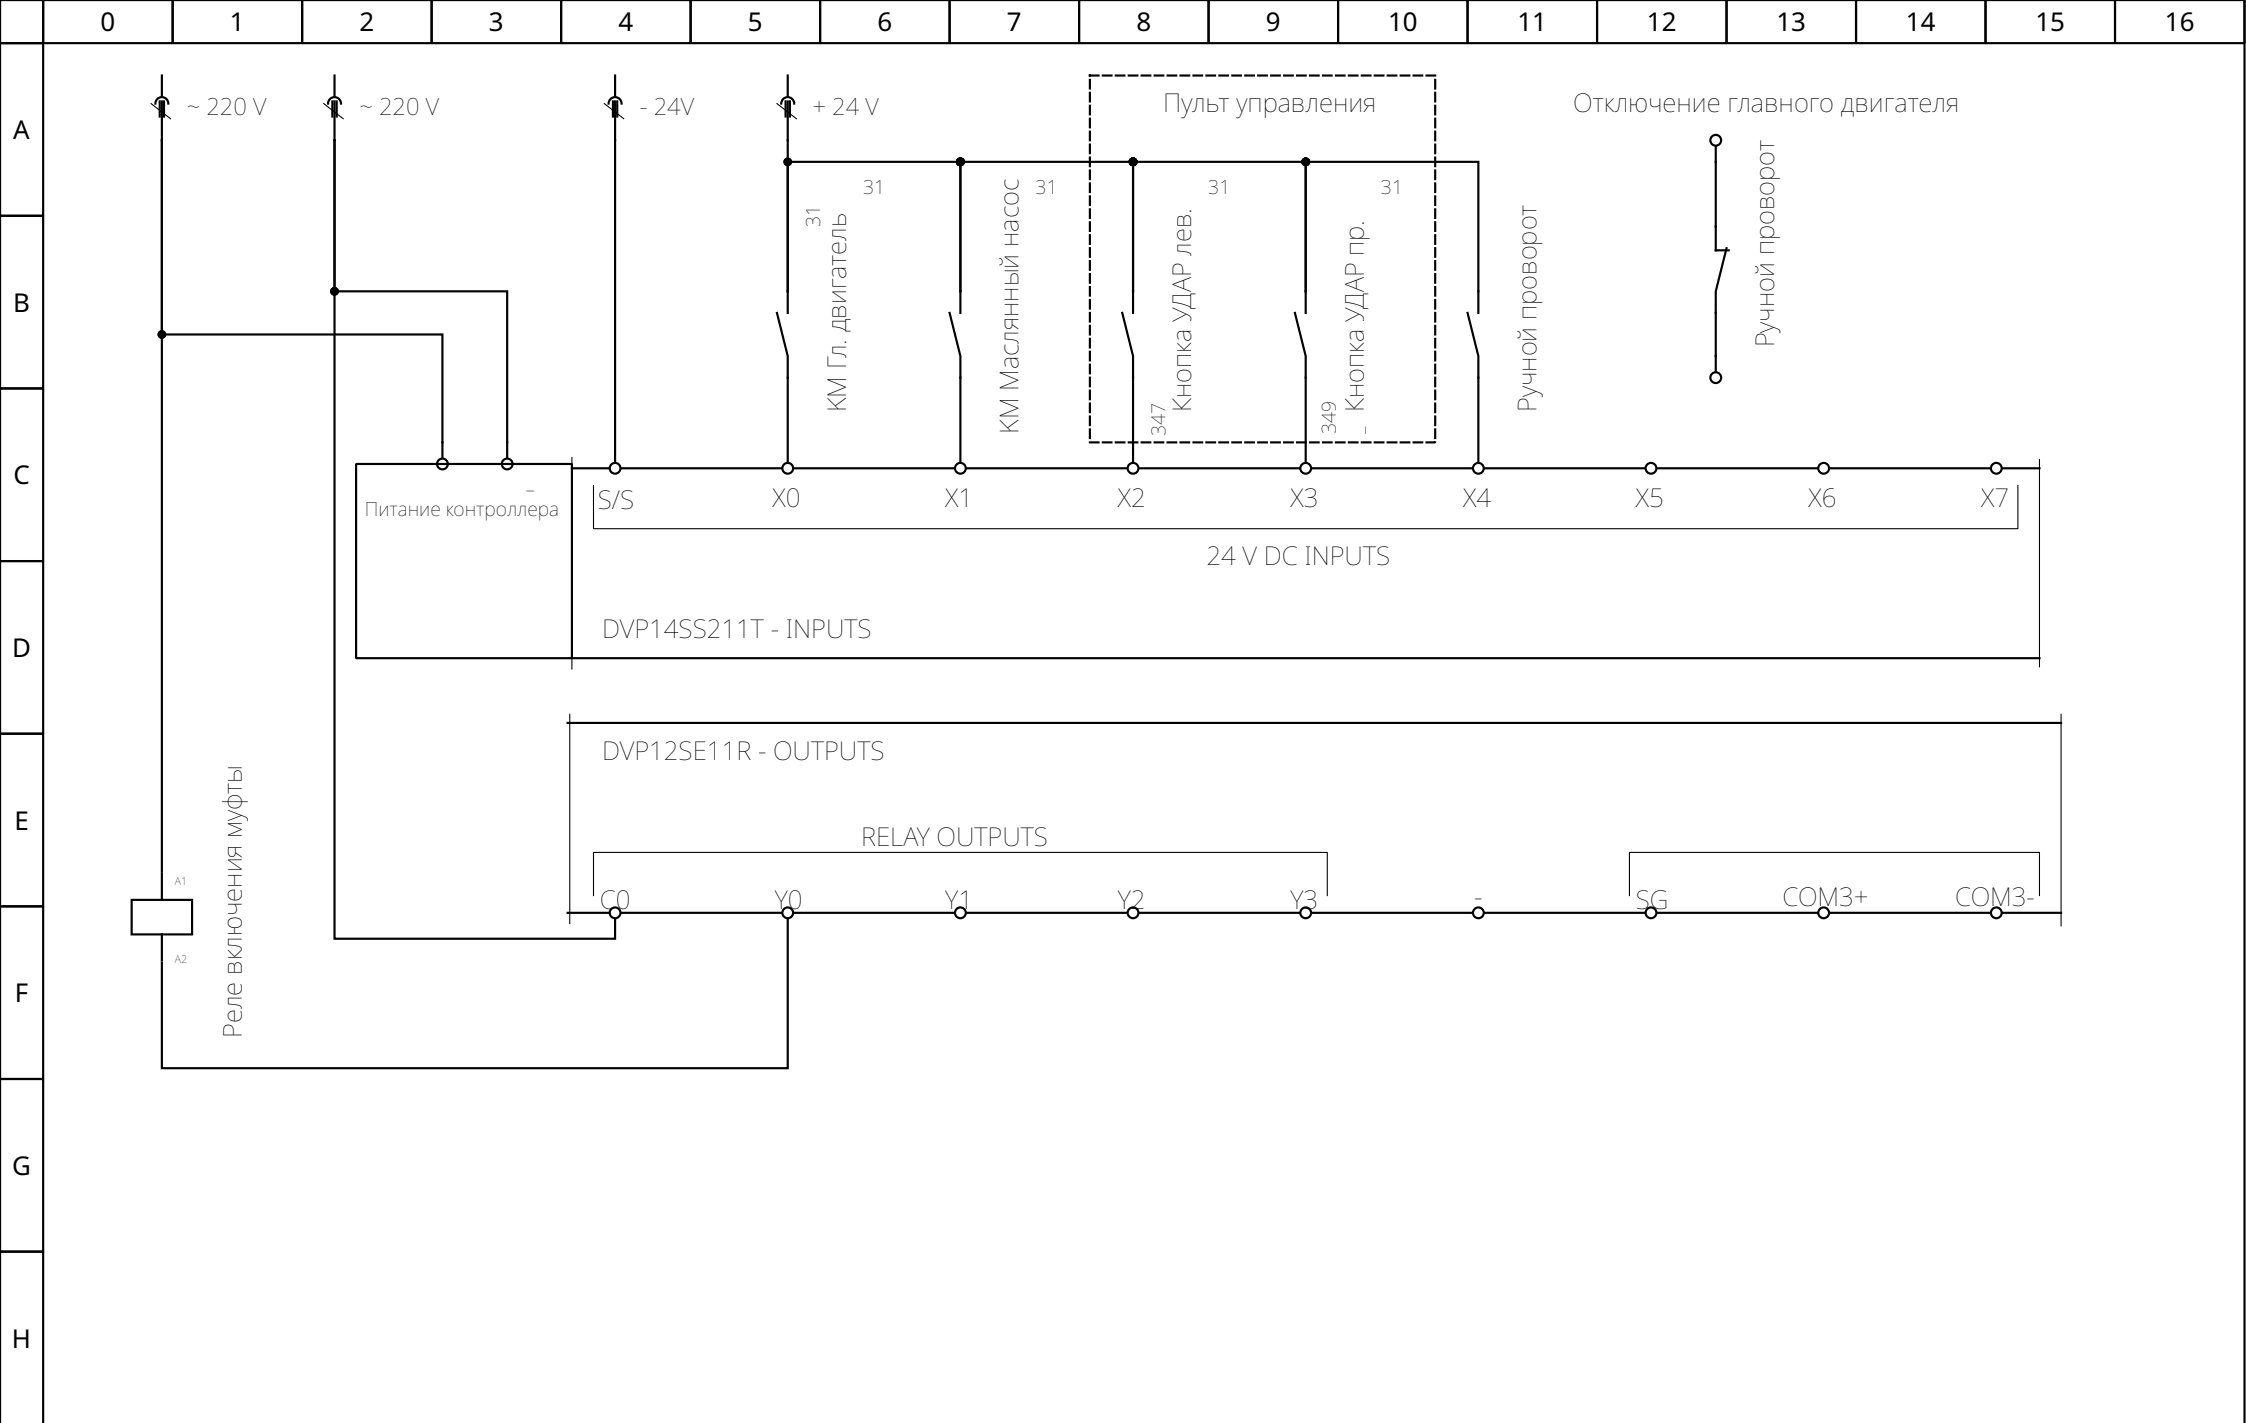 0 1 2 3 4 5 6 7 8 9 10 11 12 13 14 15 16
A
~ 220 V
~ 220 V
- 24V
+ 24 V
Пульт управления
Отключение главного двигателя
31
31
31
31
31
КМ Гл. двигатель
КМ Маслянный насос
Кнопка УДАР лев.
347
Кнопка УДАР пр.
349
_
Ручной проворот
Ручной проворот
B
C
_
Питание контроллера
S/S X0 X1 X2 X3 X4 X5 X6 X7
24 V DC INPUTS
D
DVP14SS211T - INPUTS
DVP12SE11R - OUTPUTS
E
RELAY OUTPUTS
Реле включения муфты
A1
C0 Y0 Y1 Y2 Y3 - SG COM3+ COM3-
A2
F
G
H